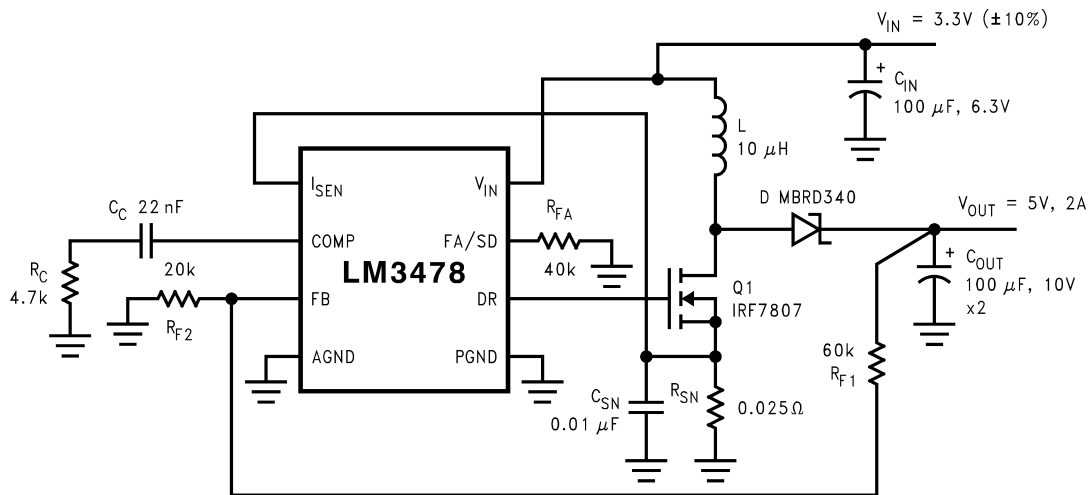 V_IN = 3.3V (±10%)
+
C_IN
100 μF, 6.3V
L
10 μH
I_SEN
V_IN
D MBRD340
V_OUT = 5V, 2A
C_C 22 nF
R_FA
COMP
FA/SD
+
C_OUT
100 μF, 10V
x2
R_C
4.7k
20k
LM3478
40k
Q1
IRF7807
FB
DR
R_F2
60k
R_F1
AGND
PGND
C_SN
0.01 μF
R_SN
0.025Ω